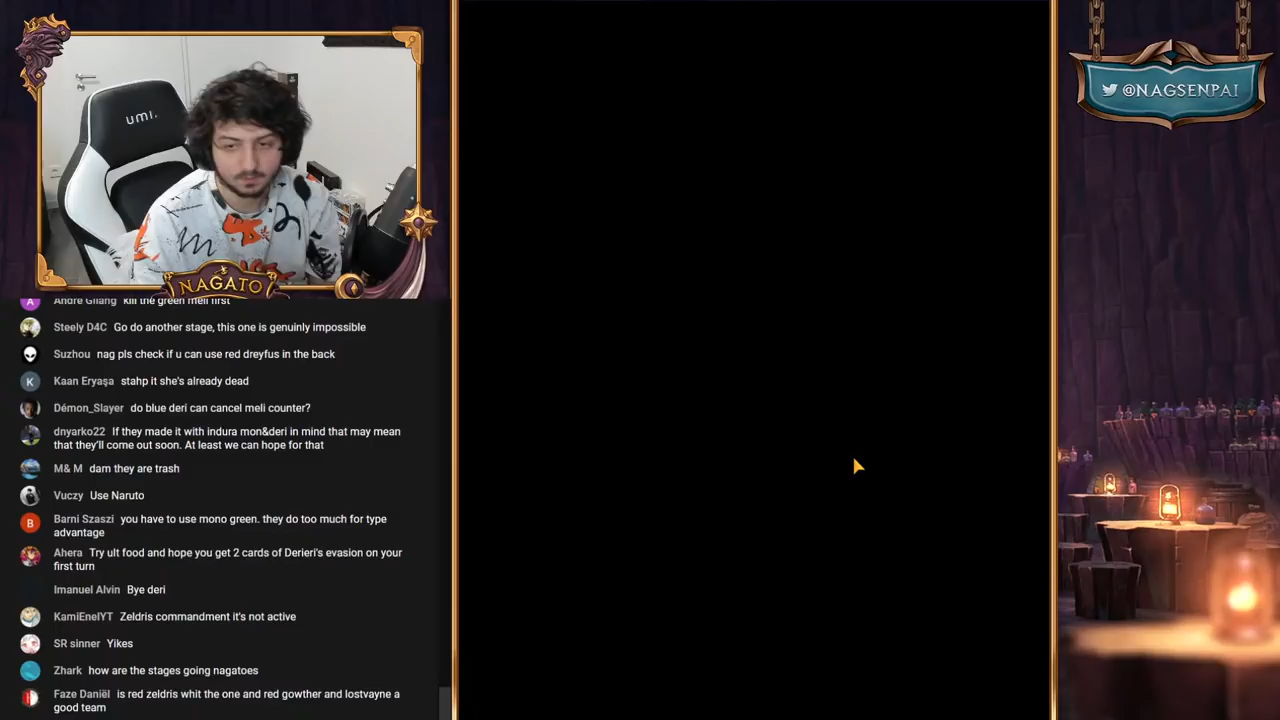 umi.
@NAGSENPAI
NAGATO
Andre Gilang kill the green meli first
Steely D4C Go do another stage, this one is genuinly impossible
Suzhou nag pls check if u can use red dreyfus in the back
Kaan Eryaşa stahp it she's already dead
Démon_Slayer do blue deri can cancel meli counter?
dnyarko22 If they made it with indura mon&deri in mind that may mean
that they'll come out soon. At least we can hope for that
M& M dam they are trash
Vuczy Use Naruto
Barni Szaszi you have to use mono green. they do too much for type
advantage
Ahera Try ult food and hope you get 2 cards of Derieri's evasion on your
first turn
Imanuel Alvin Bye deri
KamiEnelYT Zeldris commandment it's not active
SR sinner Yikes
Zhark how are the stages going nagatoes
Faze Daniël is red zeldris whit the one and red gowther and lostvayne a
good team